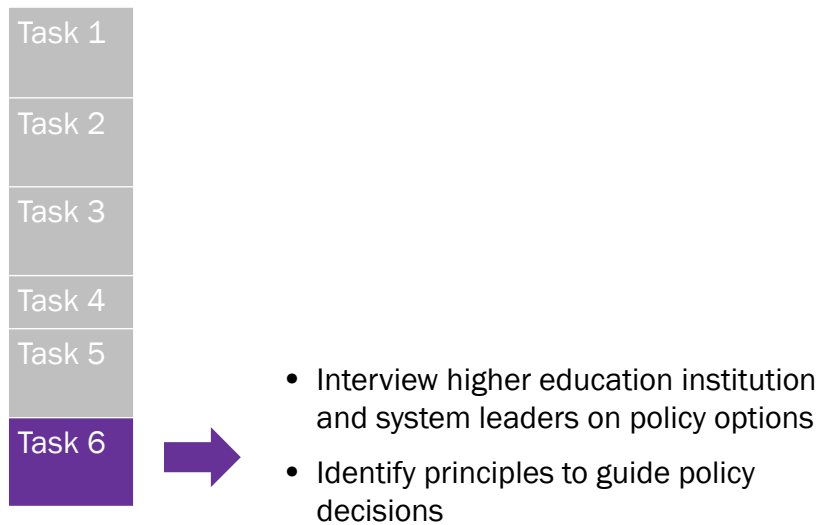 Task 1
Task 2
Task 3
Task 4
Task 5
Task 6
• Interview higher education institution
and system leaders on policy options
• Identify principles to guide policy
decisions